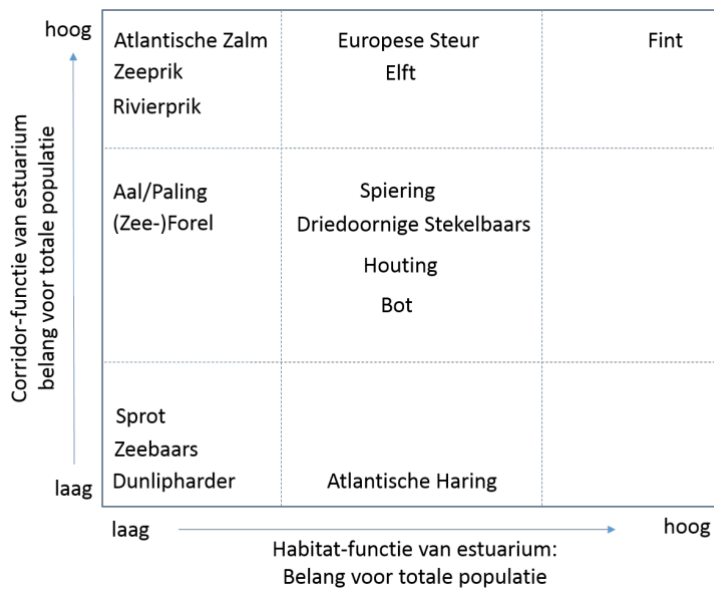 hoog
Atlantische Zalm
Zeeprik
Rivierprik
Europese Steur
Elft
Fint
Aal/Paling
(Zee-)Forel
Spiering
Driedoornige Stekelbaars
Houting
Bot
Sprot
Zeebaars
Dunlipharder
Atlantische Haring
laag
Corridor-functie van estuarium
belang voor totale populatie
laag
hoog
Habitat-functie van estuarium:
Belang voor totale populatie